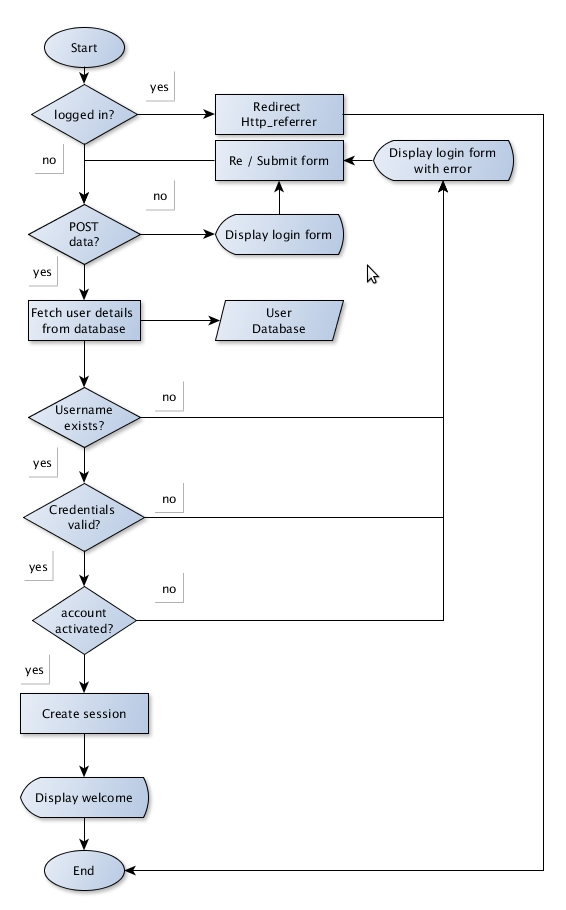 Start
yes
logged in?
Redirect
Http_referrer
no
Re / Submit form
Display login form
with error
no
POST
data?
Display login form
yes
Fetch user details
from database
User
Database
no
Username
exists?
yes
no
Credentials
valid?
yes
no
account
activated?
yes
Create session
Display welcome
End